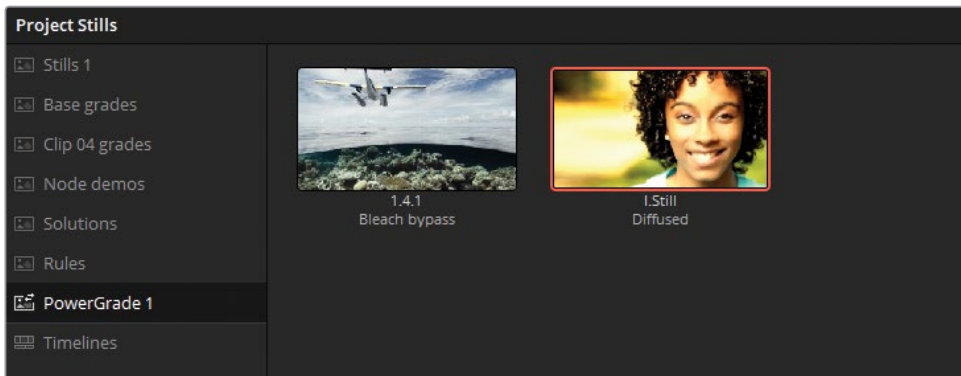 Project Stills
Stills 1
Base grades
Clip 04 grades
Node demos
Solutions
Rules
PowerGrade 1
Timelines
1.4.1
Bleach bypass
I.Still
Diffused